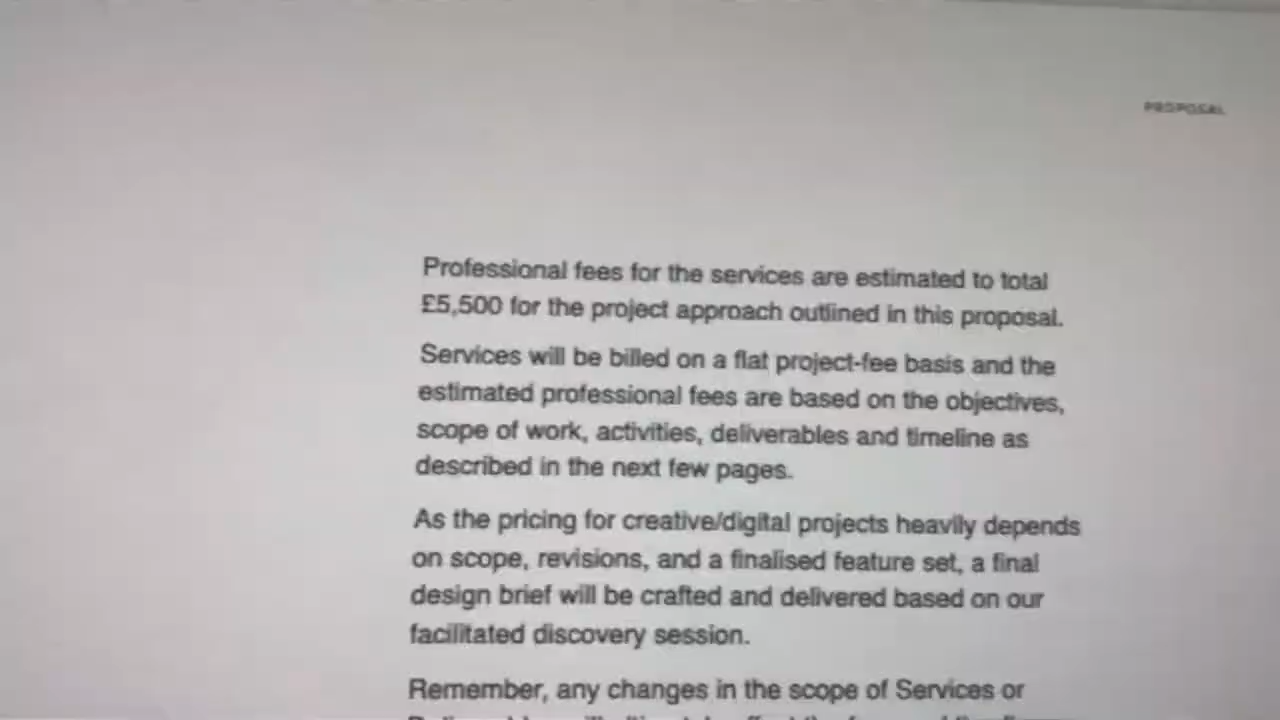 PROPOSAL
Professional fees for the services are estimated to total
£5,500 for the project approach outlined in this proposal.
Services will be billed on a flat project-fee basis and the
estimated professional fees are based on the objectives,
scope of work, activities, deliverables and timeline as
described in the next few pages.
As the pricing for creative/digital projects heavily depends
on scope, revisions, and a finalised feature set, a final
design brief will be crafted and delivered based on our
facilitated discovery session.
Remember, any changes in the scope of Services or